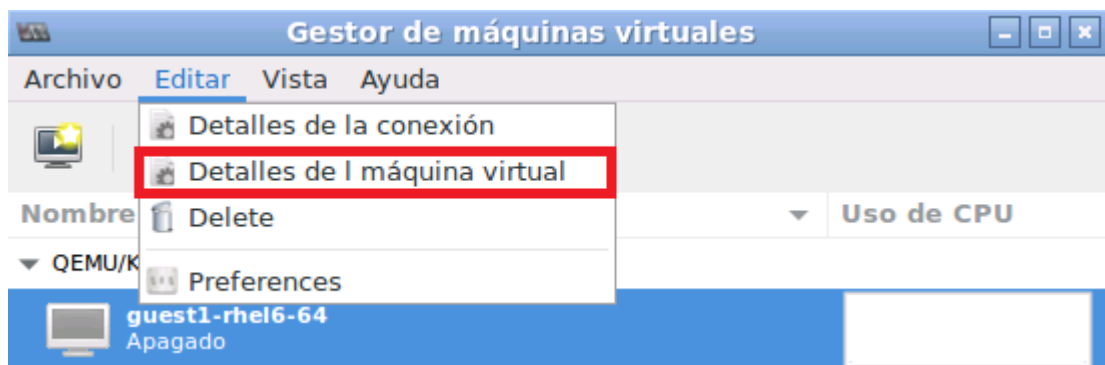 Gestor de máquinas virtuales
Archivo Editar Vista Ayuda
Detalles de la conexión
Detalles de l máquina virtual
Nombre Delete Uso de CPU
QEMU/K Preferences
guest1-rhel6-64
Apagado